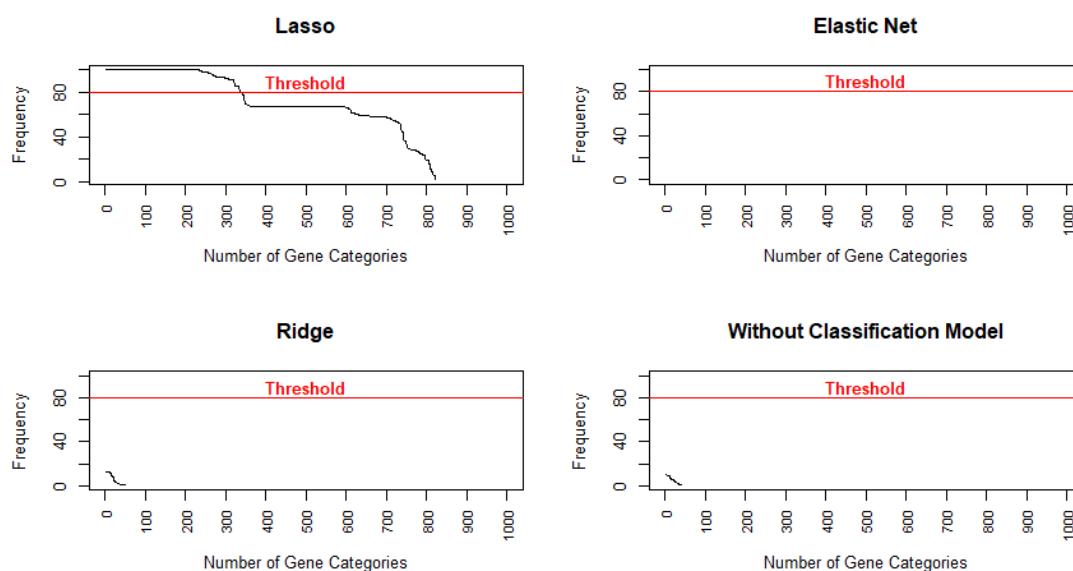 Lasso
Frequency
80
40
0
Threshold
0 100 200 300 400 500 600 700 800 900 1000
Number of Gene Categories
Elastic Net
Frequency
80
40
0
Threshold
0 100 200 300 400 500 600 700 800 900 1000
Number of Gene Categories
Ridge
Frequency
80
40
0
Threshold
0 100 200 300 400 500 600 700 800 900 1000
Number of Gene Categories
Without Classification Model
Frequency
80
40
0
Threshold
0 100 200 300 400 500 600 700 800 900 1000
Number of Gene Categories